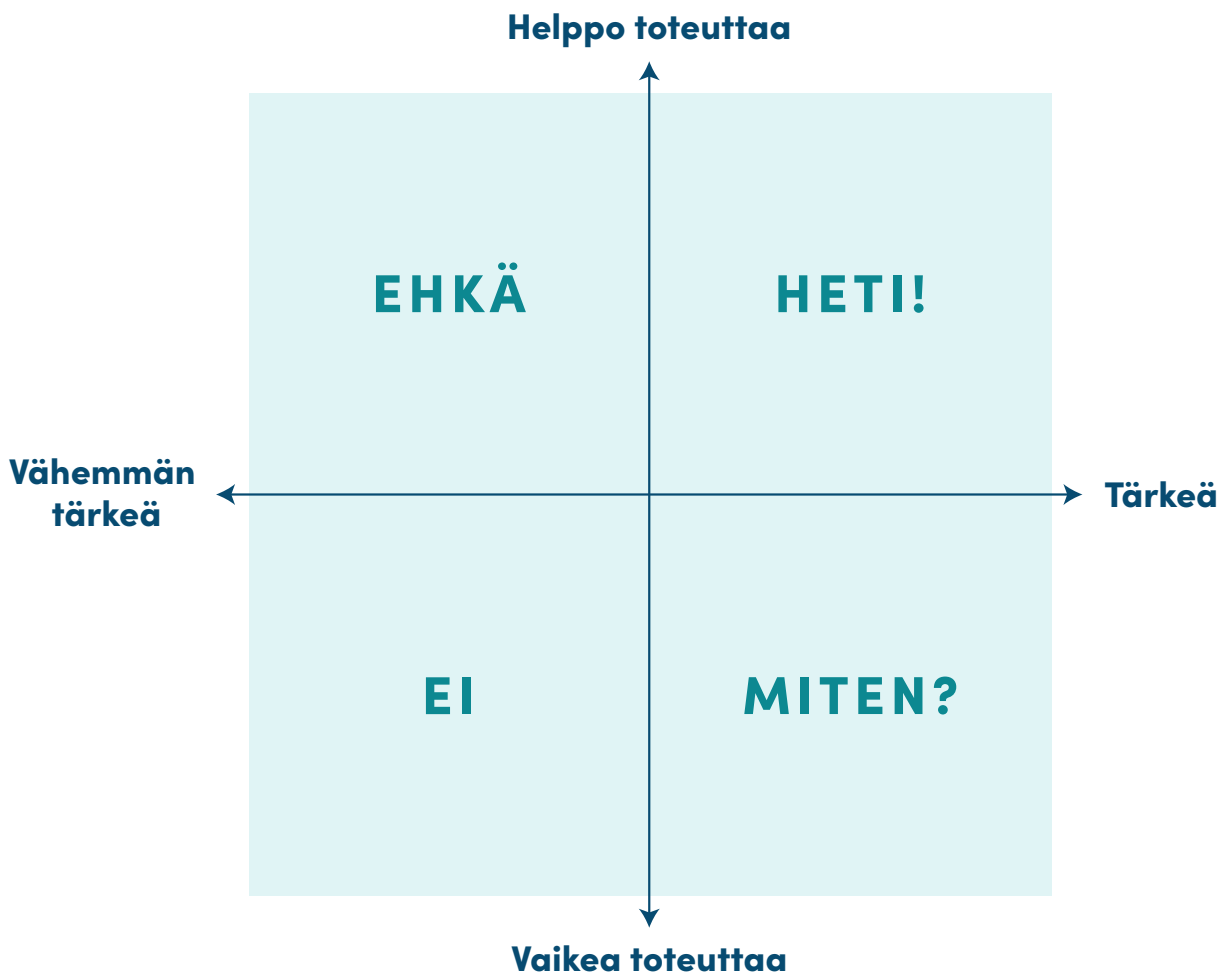 Helppo toteuttaa
EHKÄ
HETI!
Vähemmän
tärkeä
Tärkeä
EI
MITEN?
Vaikea toteuttaa